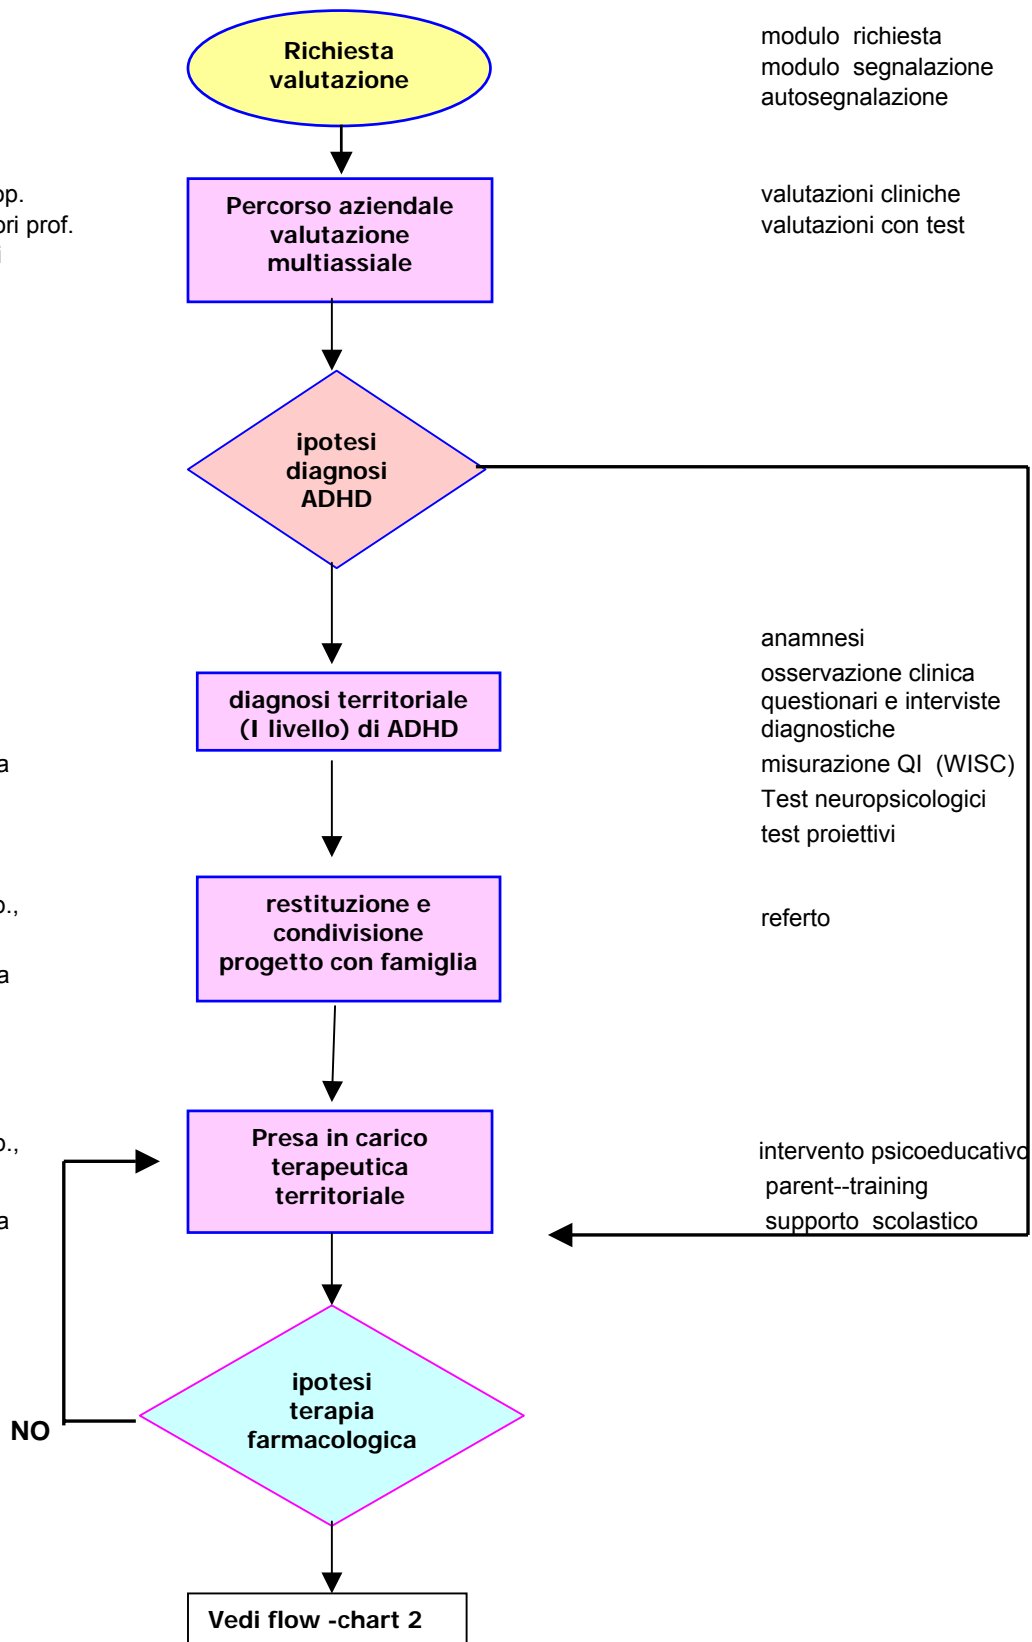 Richiesta
valutazione
modulo richiesta
modulo segnalazione
autosegnalazione
op.
ori prof.
i
Percorso aziendale
valutazione
multiassiale
valutazioni cliniche
valutazioni con test
ipotesi
diagnosi
ADHD
diagnosi territoriale
(I livello) di ADHD
a
anamnesi
osservazione clinica
questionari e interviste
diagnostiche
misurazione QI (WISC)
Test neuropsicologici
test proiettivi
o.,
a
restituzione e
condivisione
progetto con famiglia
referto
o.,
a
Presa in carico
terapeutica
territoriale
intervento psicoeducativo
parent--training
supporto scolastico
ipotesi
terapia
farmacologica
NO
Vedi flow -chart 2